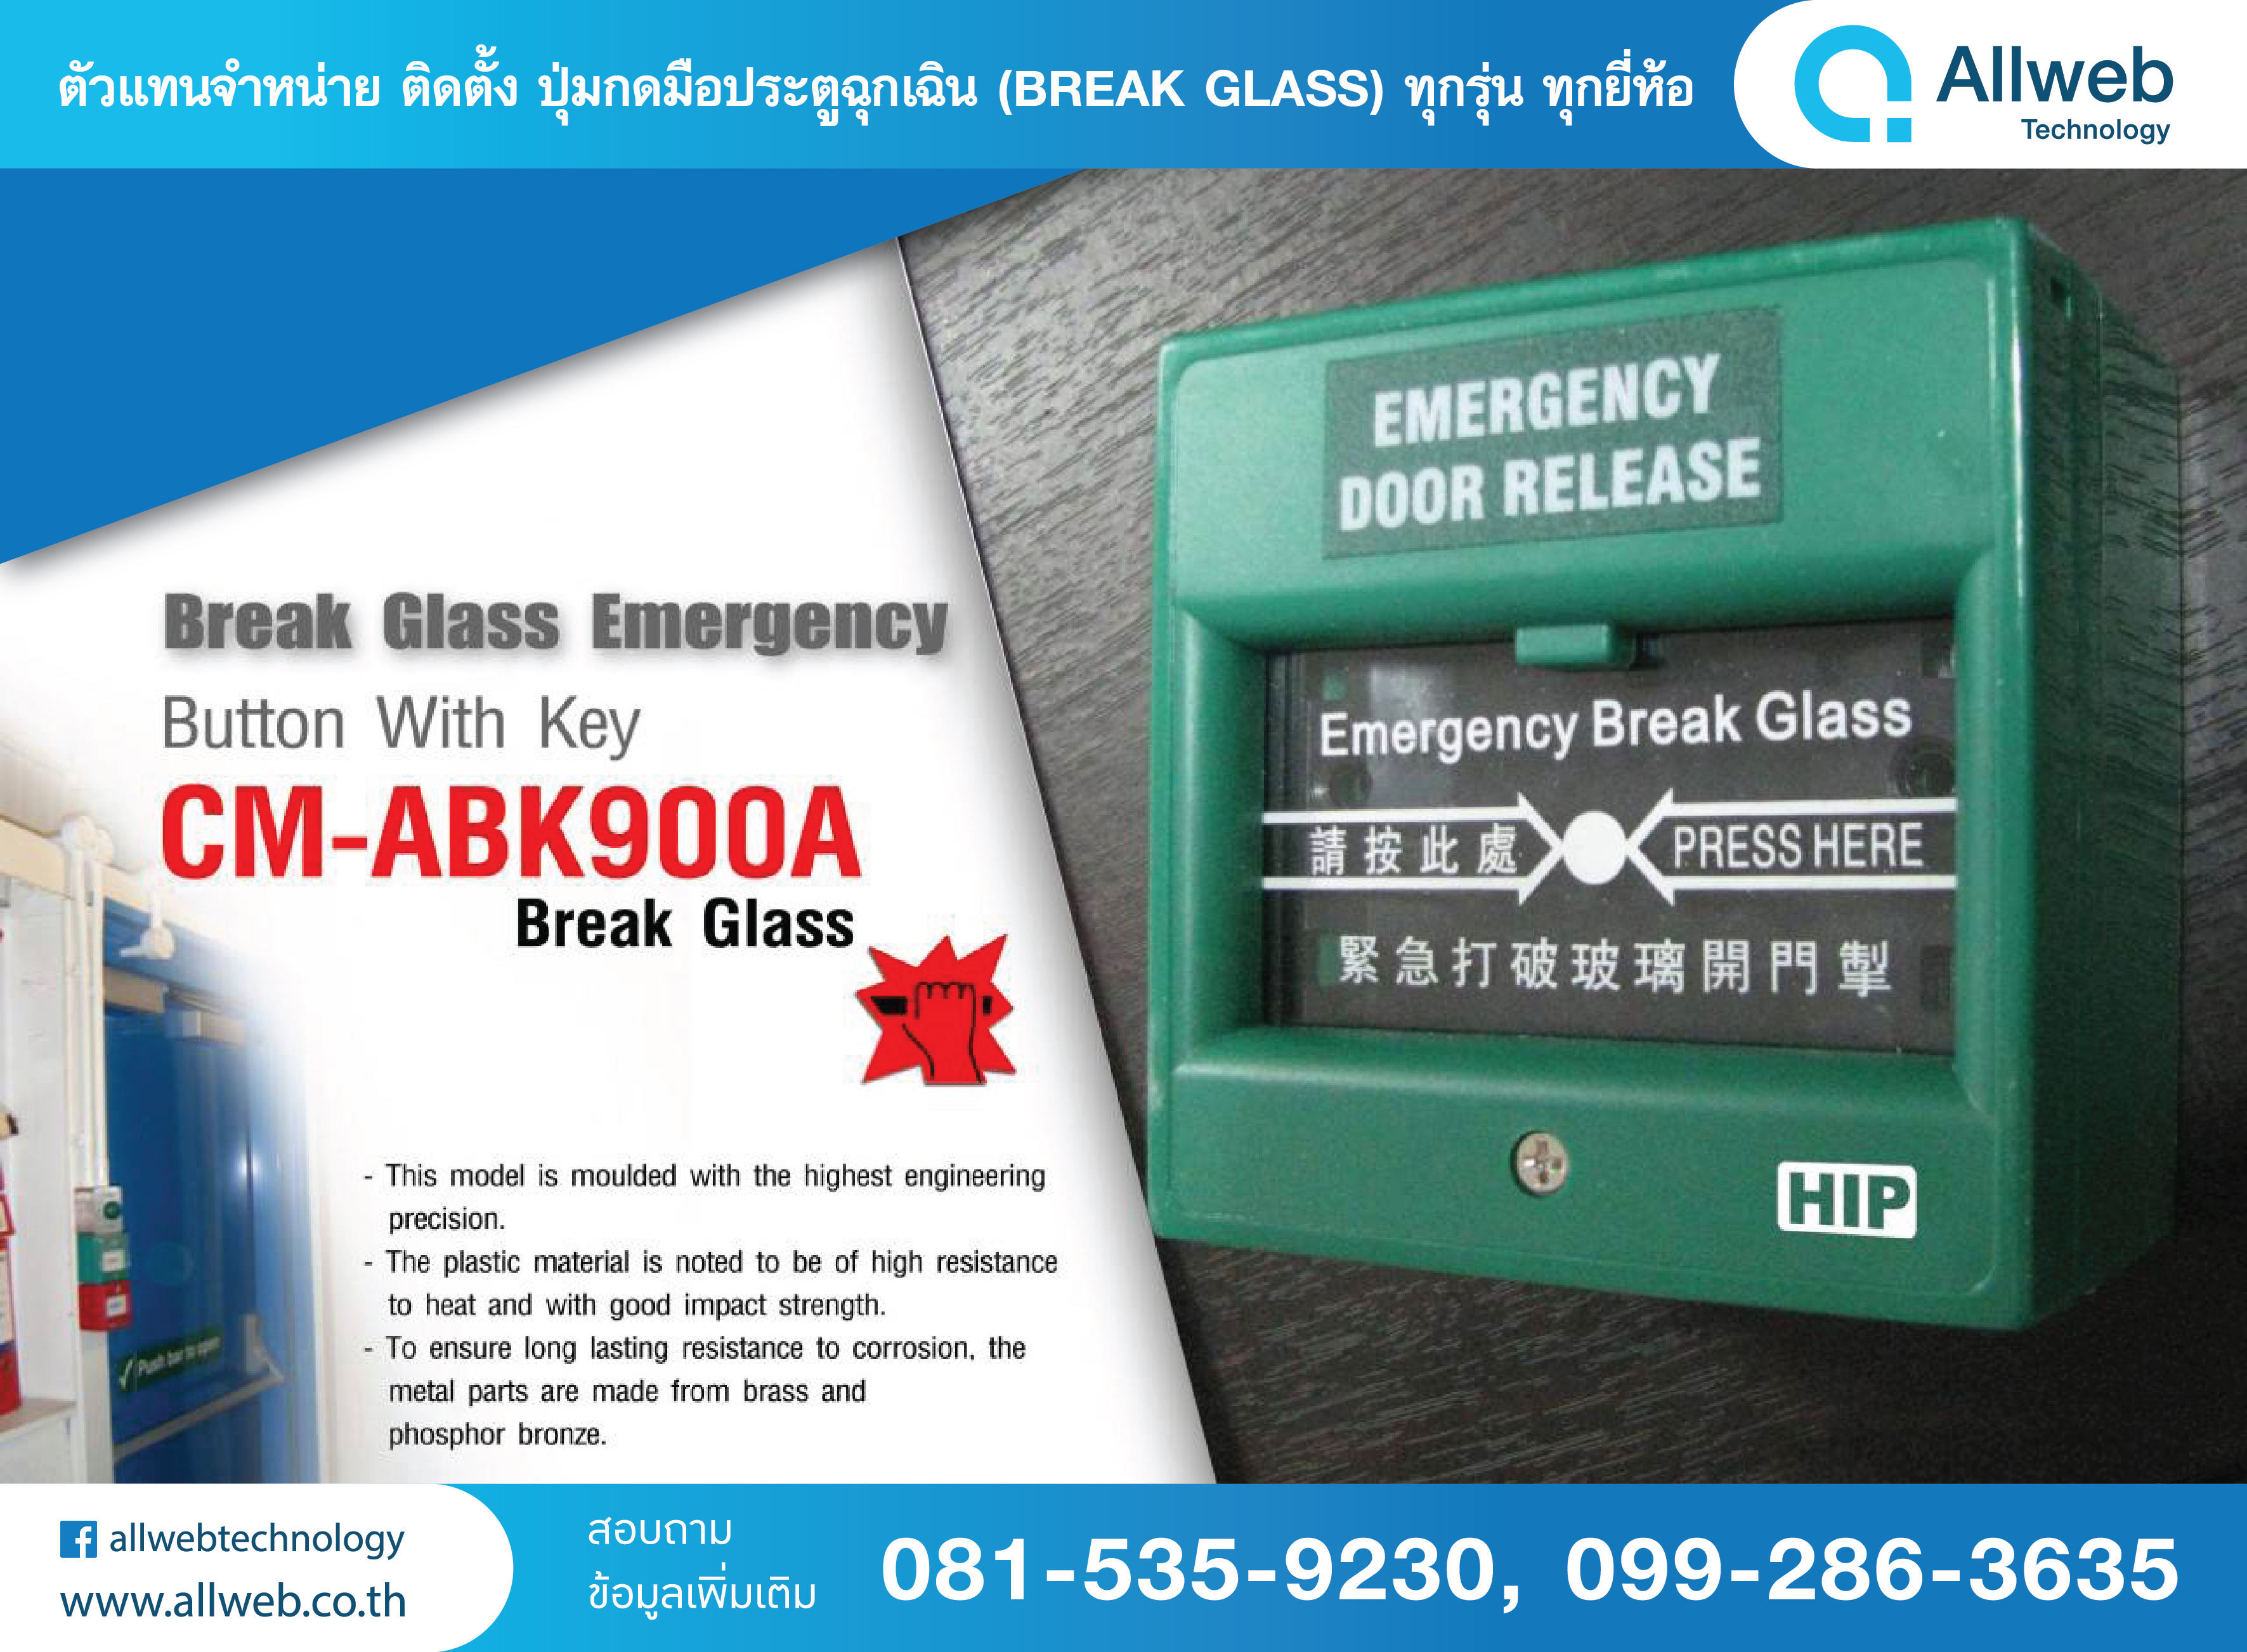 ตัวแทนจำหน่าย ติดตั้ง ปุ่มกดมือประตูฉุกเฉิน (BREAK GLASS) ทุกรุ่น ทุกยี่ห้อ
Allweb
Technology
EMERGENCY
DOOR RELEASE
Break Glass Emergency
Button With Key
CM-ABK900A
Break Glass
Emergency Break Glass
請按此處 PRESS HERE
緊急打破玻璃開門掣
HIP
- This model is moulded with the highest engineering
precision.
- The plastic material is noted to be of high resistance
to heat and with good impact strength.
- To ensure long lasting resistance to corrosion, the
metal parts are made from brass and
phosphor bronze.
Push bar to open
allwebtechnology
www.allweb.co.th
สอบถาม
ข้อมูลเพิ่มเติม
081-535-9230, 099-286-3635